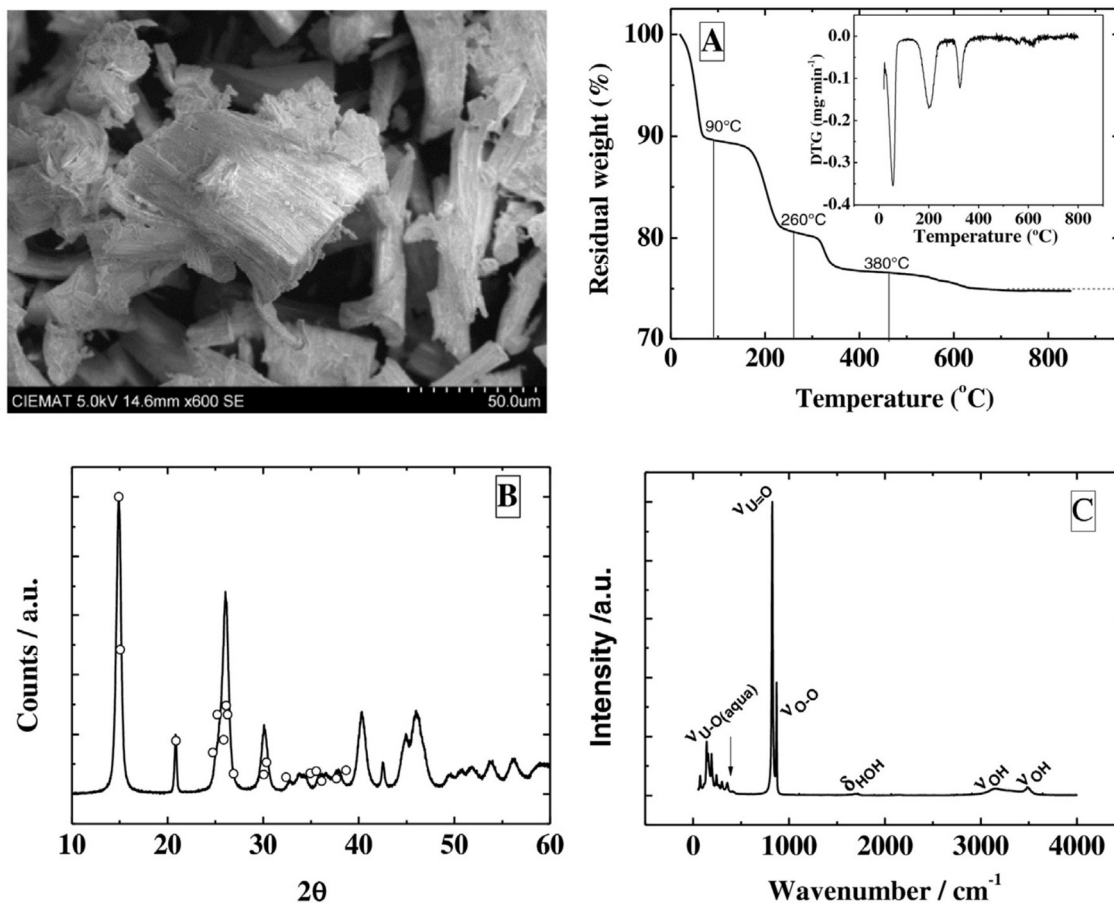 CIEMAT 5.0kV 14.6mm x600 SE
50.0um
A
100
90
80
70
90°C
260°C
380°C
0
200
400
600
800
Residual weight (%)
Temperature (°C)
0.0
-0.1
-0.2
-0.3
-0.4
0
200
400
600
800
DTG (mg·min⁻¹)
Temperature (°C)
B
Counts / a.u.
10
20
30
40
50
60
2θ
C
Intensity /a.u.
νU=O
νO-O
νU-O(aqua)
δHOH
νOH
νOH
0
1000
2000
3000
4000
Wavenumber / cm⁻¹